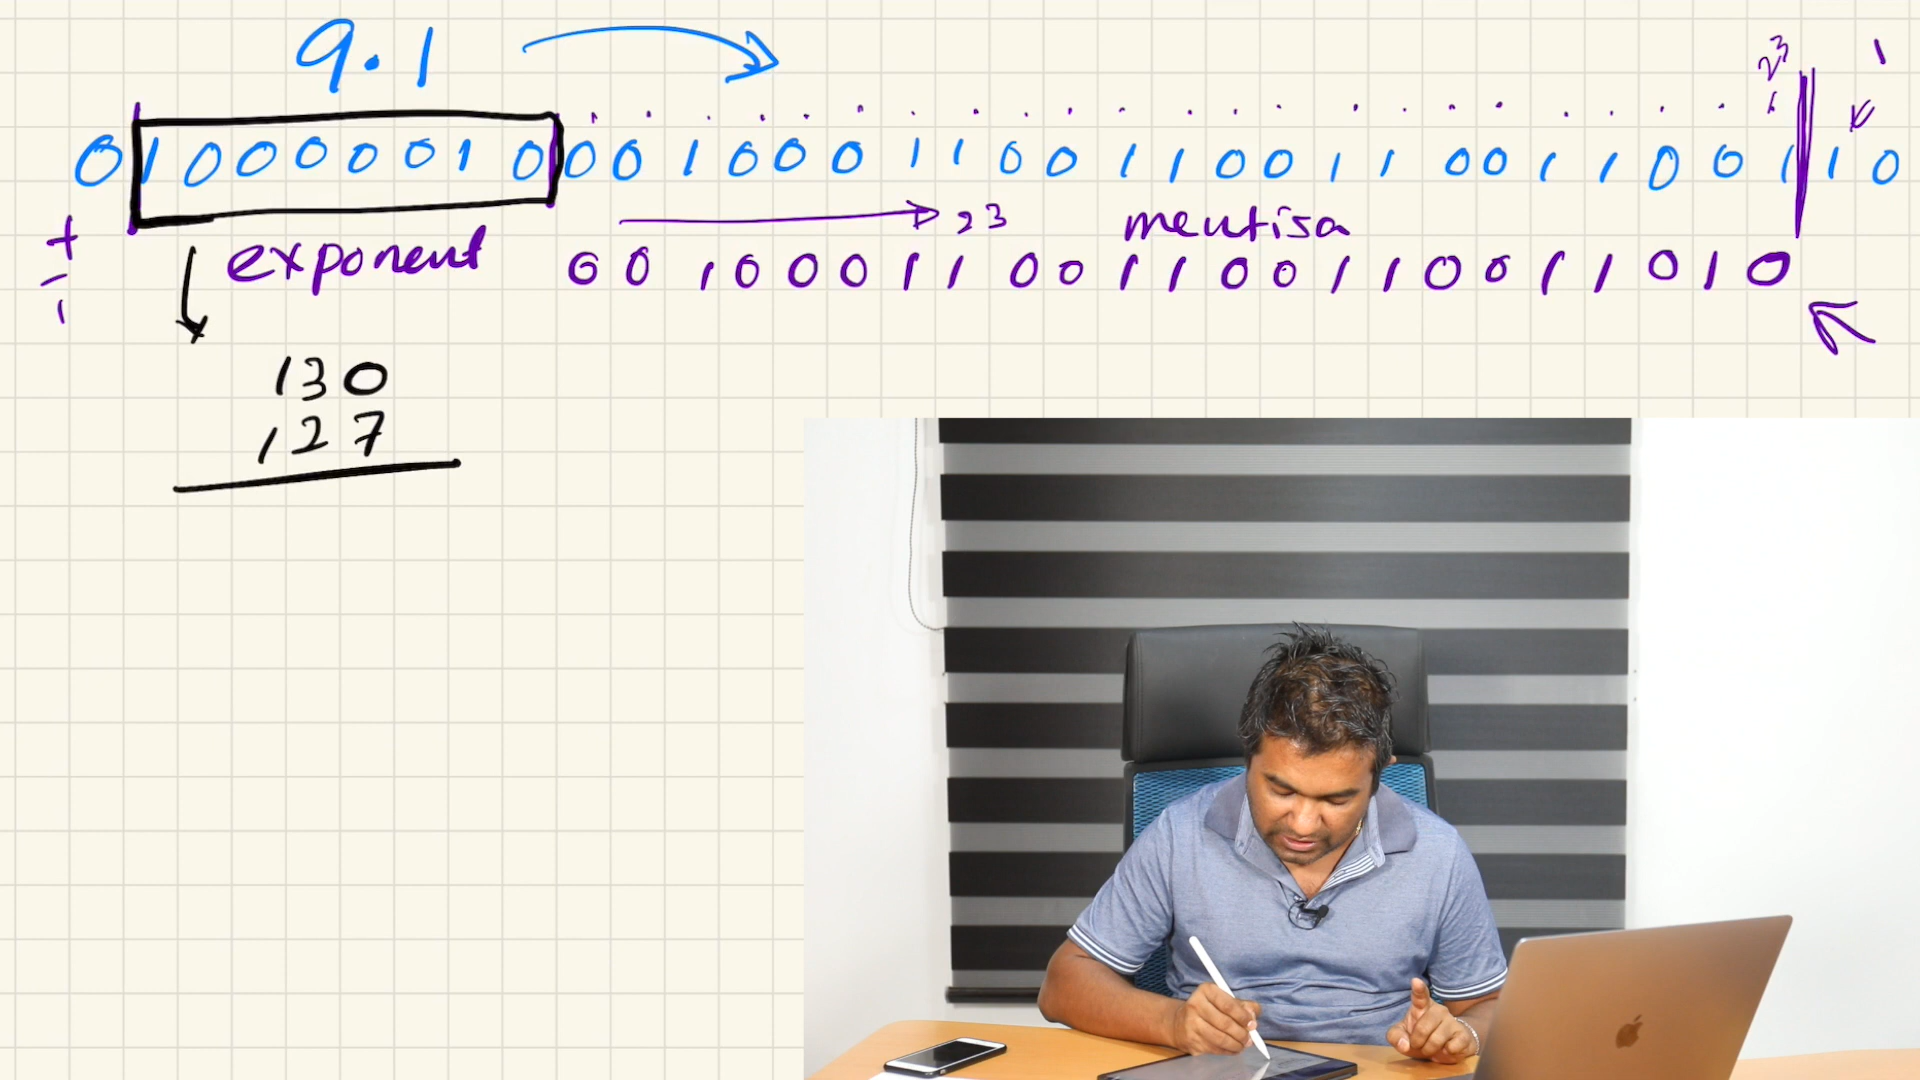 9.1
23 1
0 1 0 0 0 0 0 1 0 0 0 1 0 0 0 1 1 0 0 1 1 0 0 1 1 0 0 1 1 0 0 1 1 0
+ 23 mentisa
- exponent 0 0 1 0 0 0 1 1 0 0 1 1 0 0 1 1 0 0 1 1 0 1 0
1
130
127